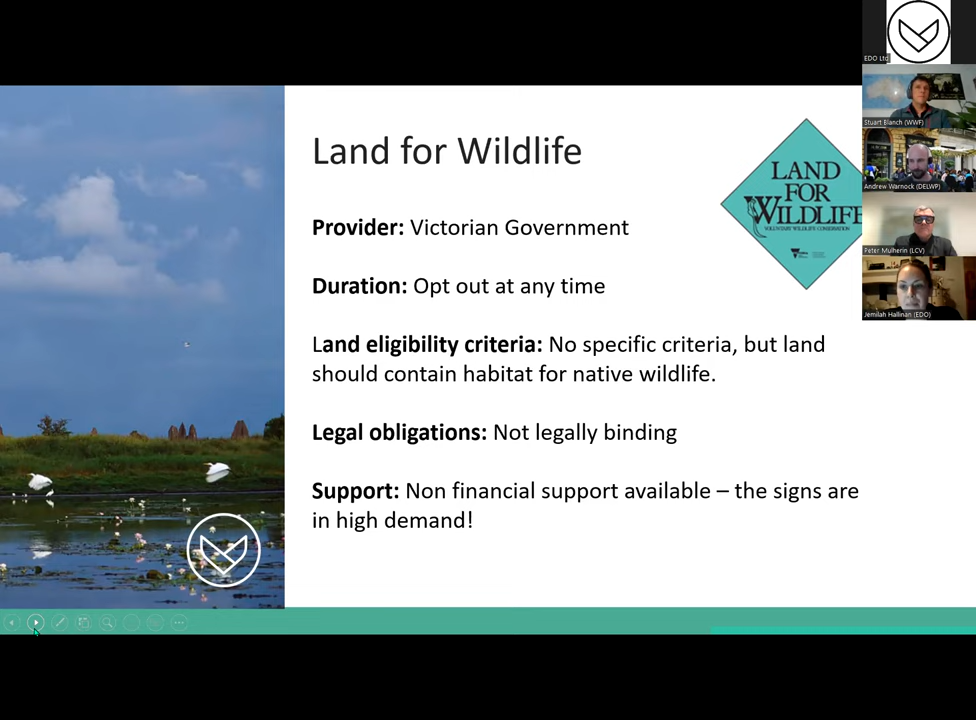 Land for Wildlife
LAND
FOR
WILDLIFE
VOLUNTARY WILDLIFE CONSERVATION
Provider: Victorian Government
Duration: Opt out at any time
Land eligibility criteria: No specific criteria, but land
should contain habitat for native wildlife.
Legal obligations: Not legally binding
Support: Non financial support available – the signs are
in high demand!
EDO Ltd
Stuart Blanch (WWF)
Andrew Warnock (DELWP)
Peter Mulherin (LCV)
Jemilah Hallinan (EDO)